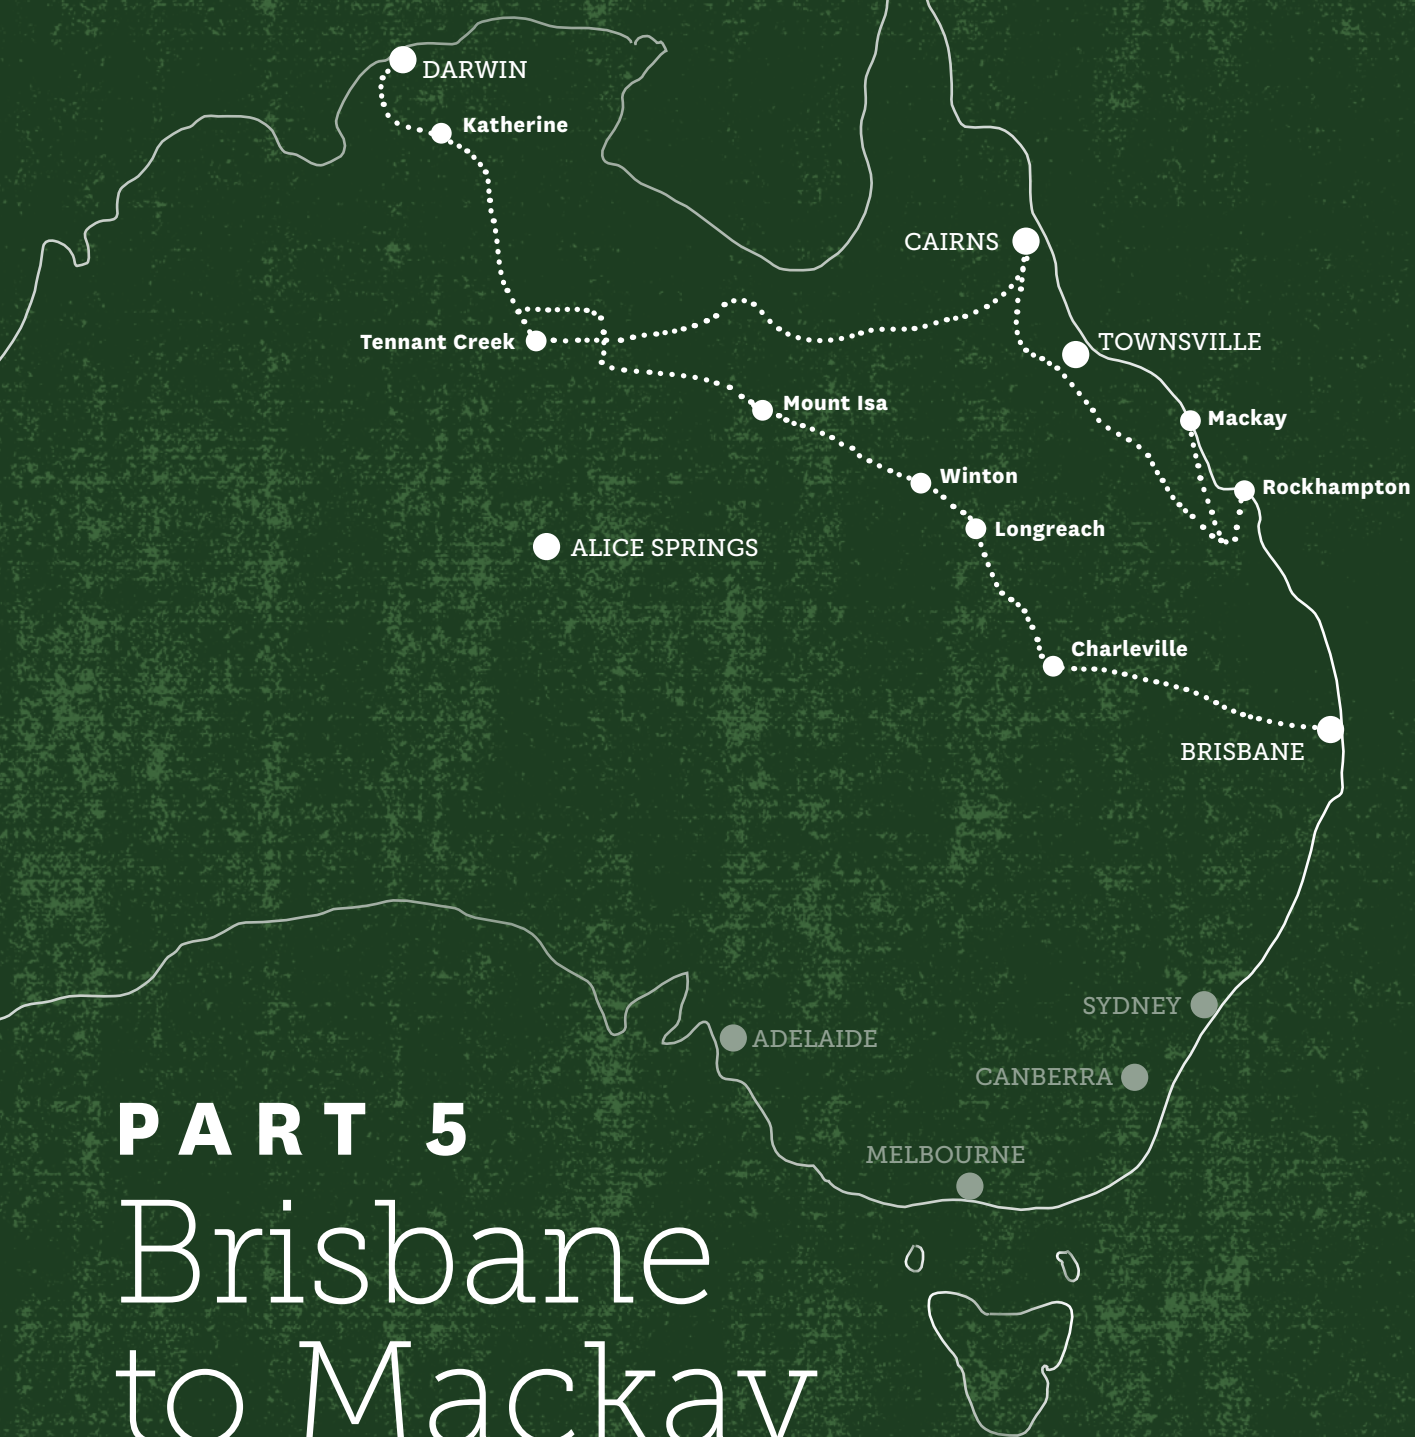 DARWIN
Katherine
CAIRNS
Tennant Creek
TOWNSVILLE
Mount Isa
Mackay
Winton
Rockhampton
Longreach
ALICE SPRINGS
Charleville
BRISBANE
SYDNEY
ADELAIDE
CANBERRA
MELBOURNE
PART 5
Brisbane
to Mackay